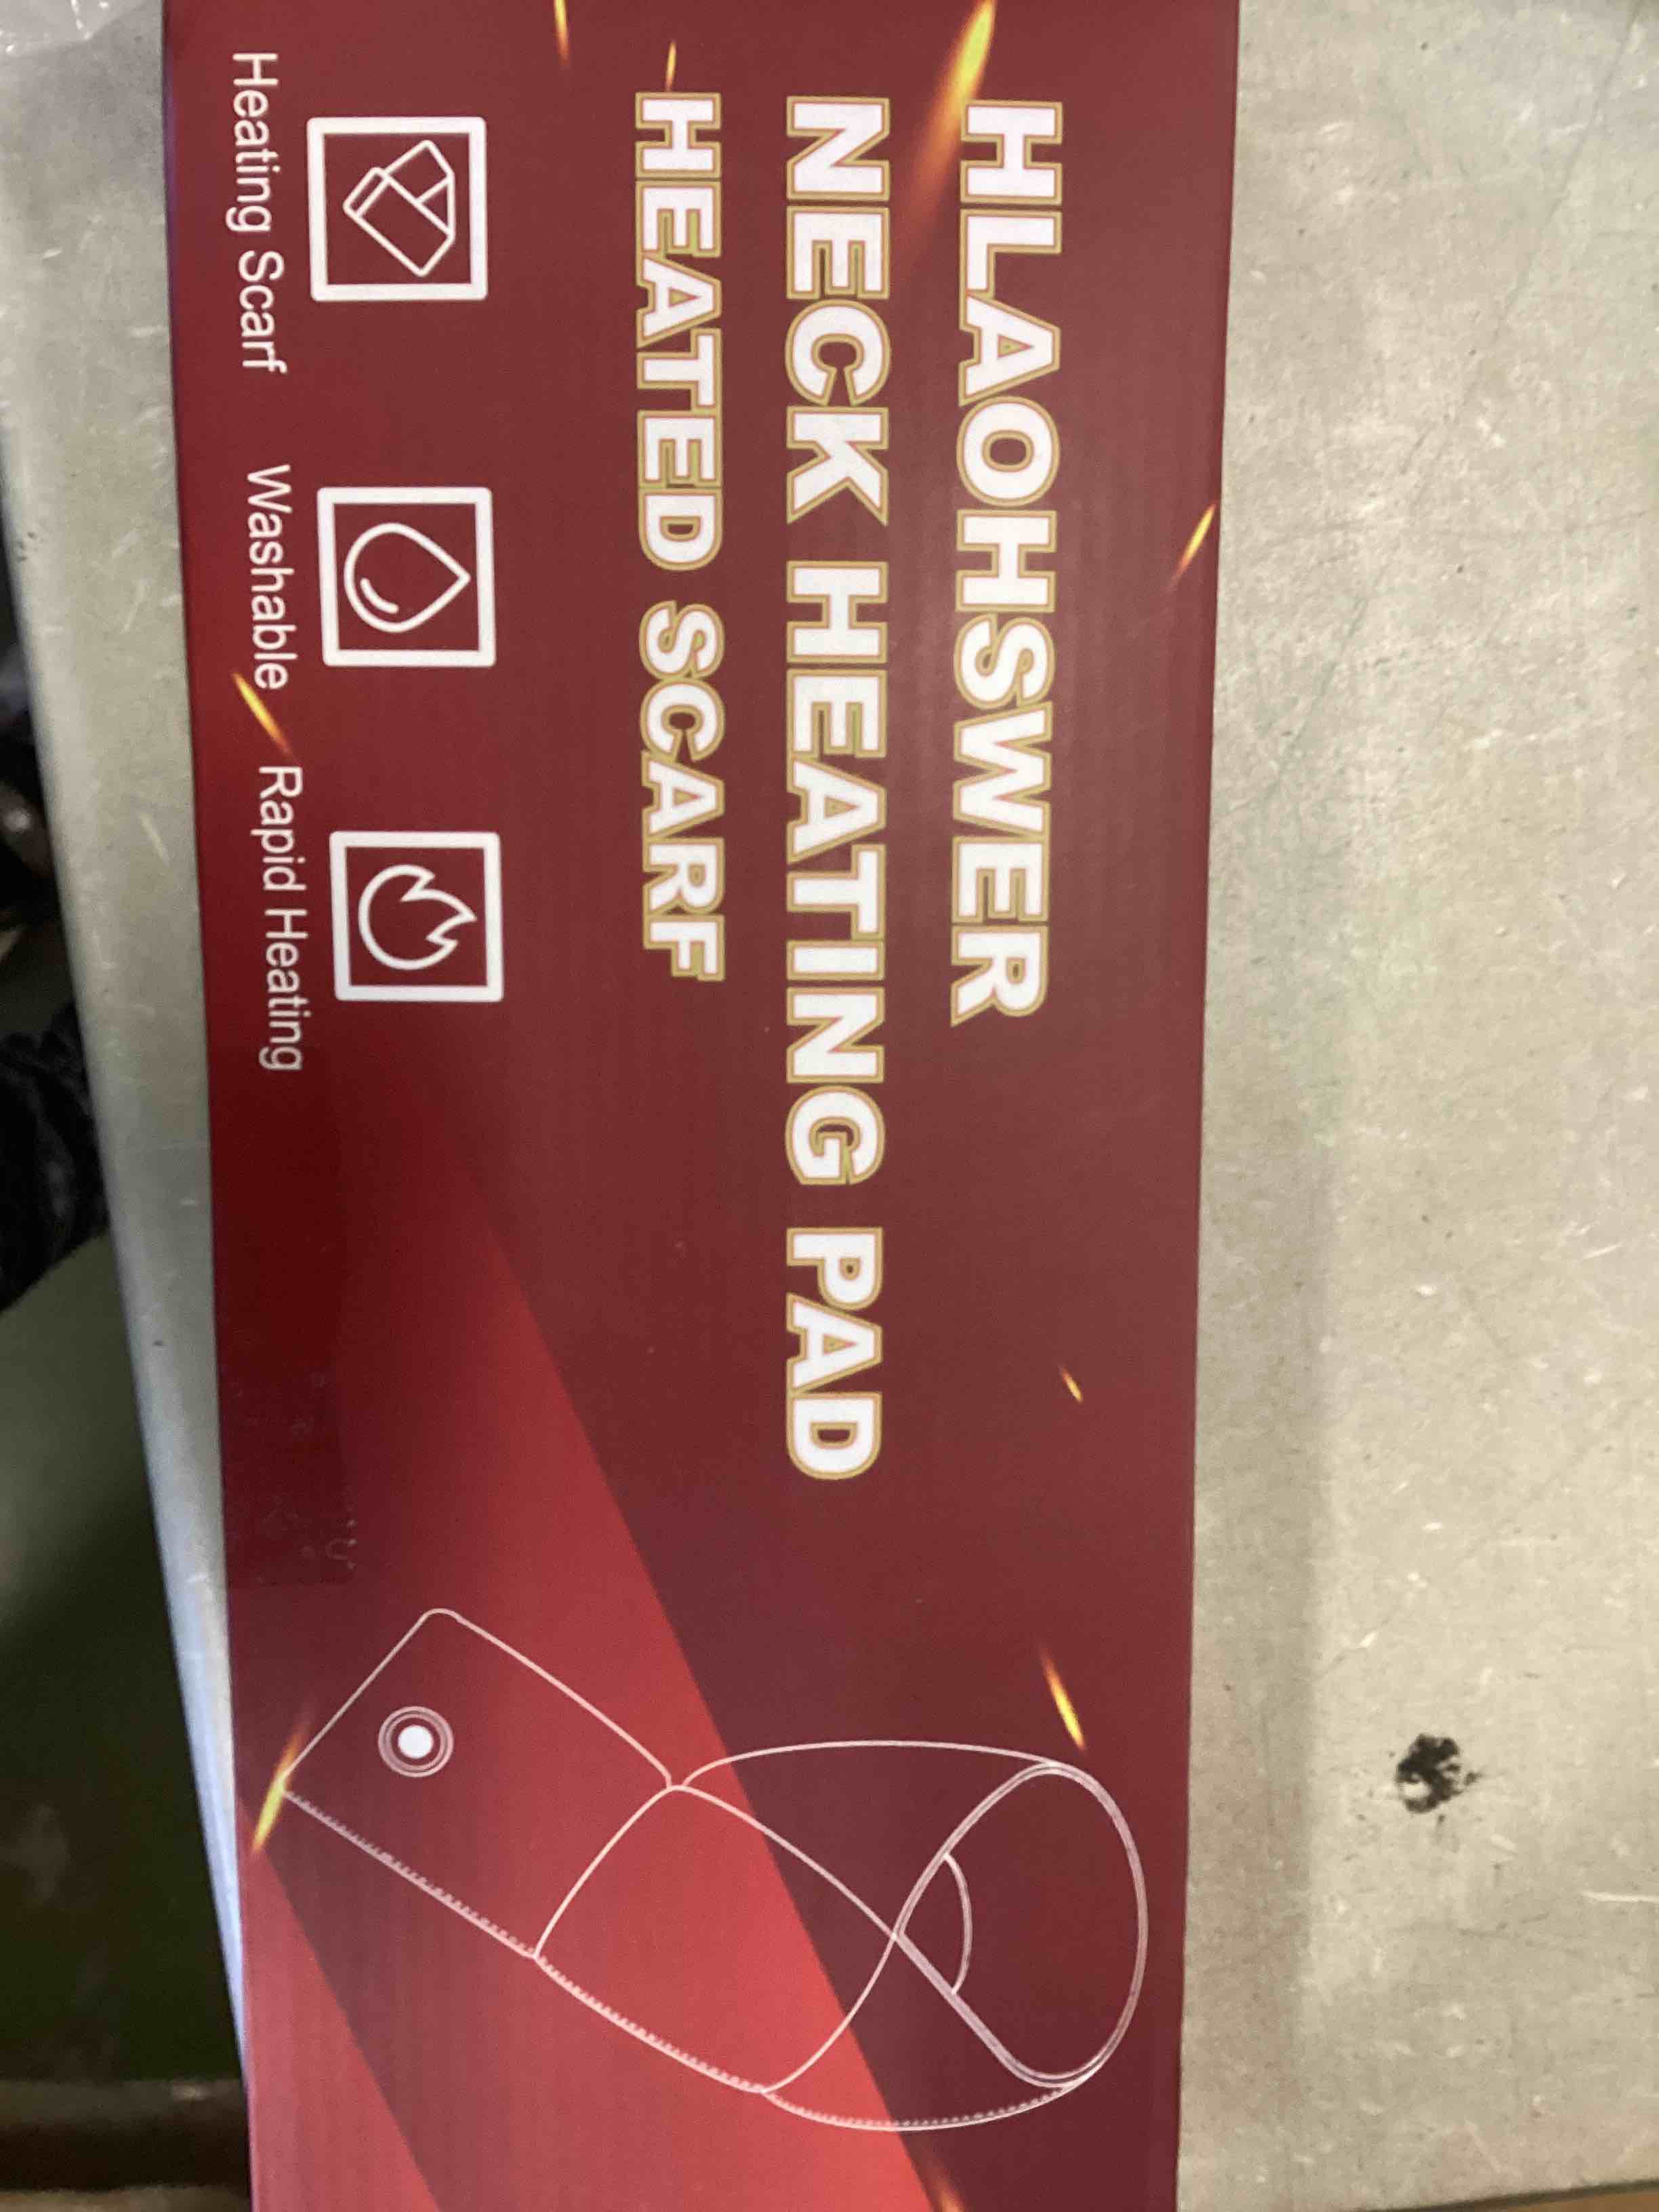 HLAOHSWER
NECK HEATING PAD
HEATED SCARF
Heating Scarf
Washable
Rapid Heating